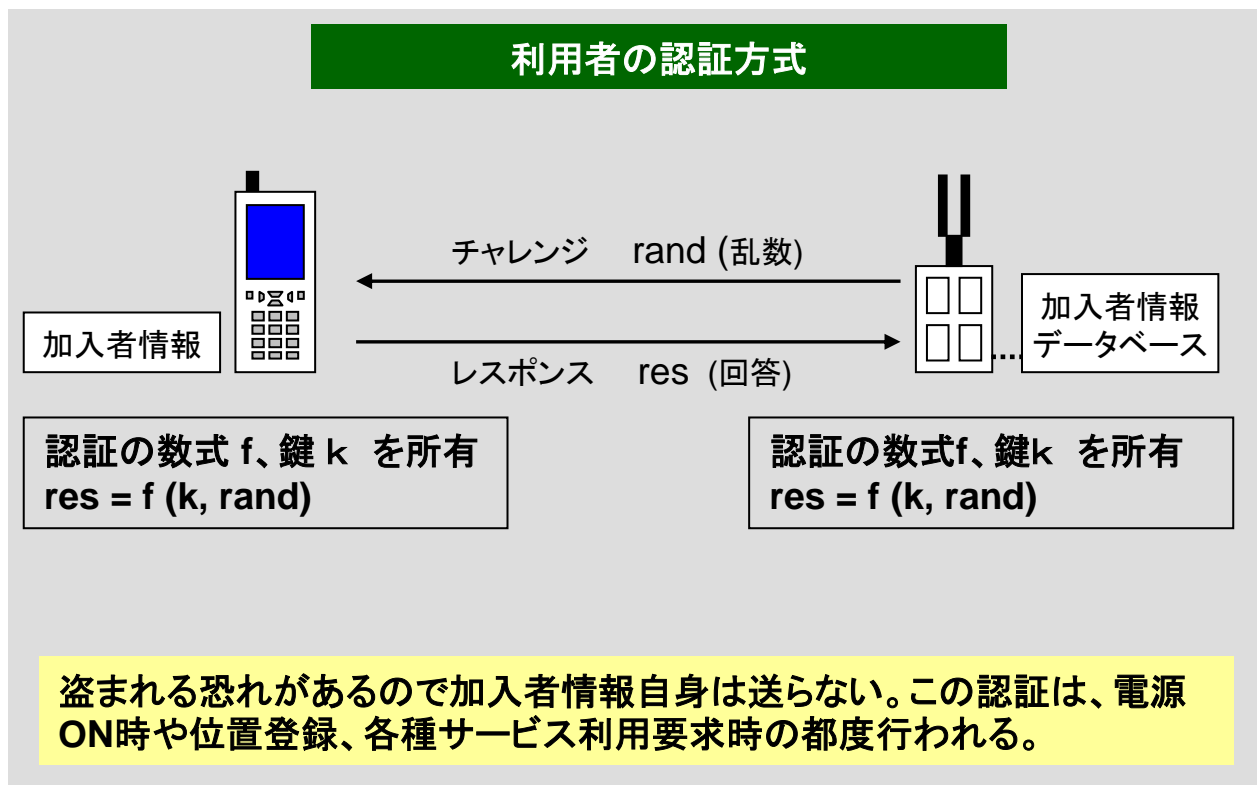 利用者の認証方式
チャレンジ rand (乱数)
加入者情報
加入者情報
データベース
レスポンス res (回答)
認証の数式 f、鍵 ｋ を所有
res = f (k, rand)
認証の数式f、鍵ｋ を所有
res = f (k, rand)
盗まれる恐れがあるので加入者情報自身は送らない。この認証は、電源
ON時や位置登録、各種サービス利用要求時の都度行われる。